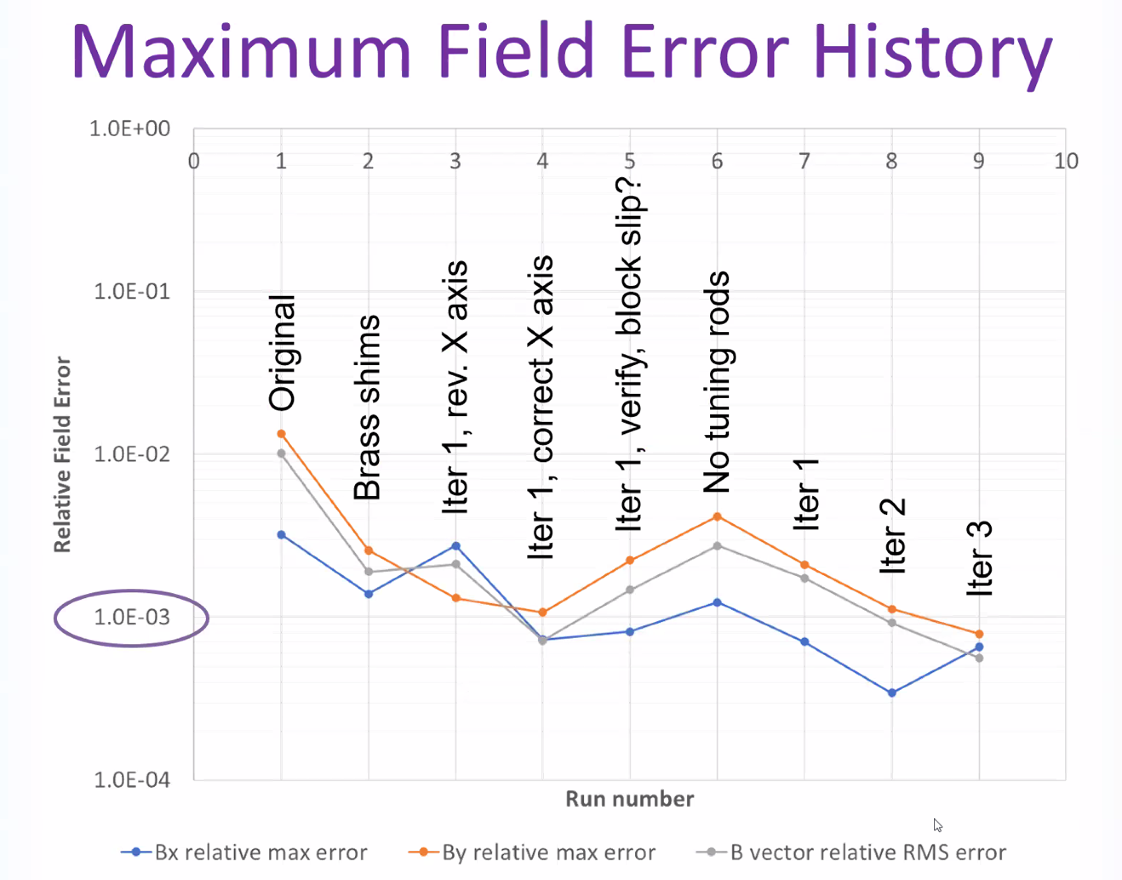 Maximum Field Error History
1.0E+00
0 1 2 3 4 5 6 7 8 9 10
1.0E-01
1.0E-02
1.0E-03
1.0E-04
Relative Field Error
Original
Brass shims
Iter 1, rev. X axis
Iter 1, correct X axis
Iter 1, verify, block slip?
No tuning rods
Iter 1
Iter 2
Iter 3
Run number
Bx relative max error By relative max error B vector relative RMS error